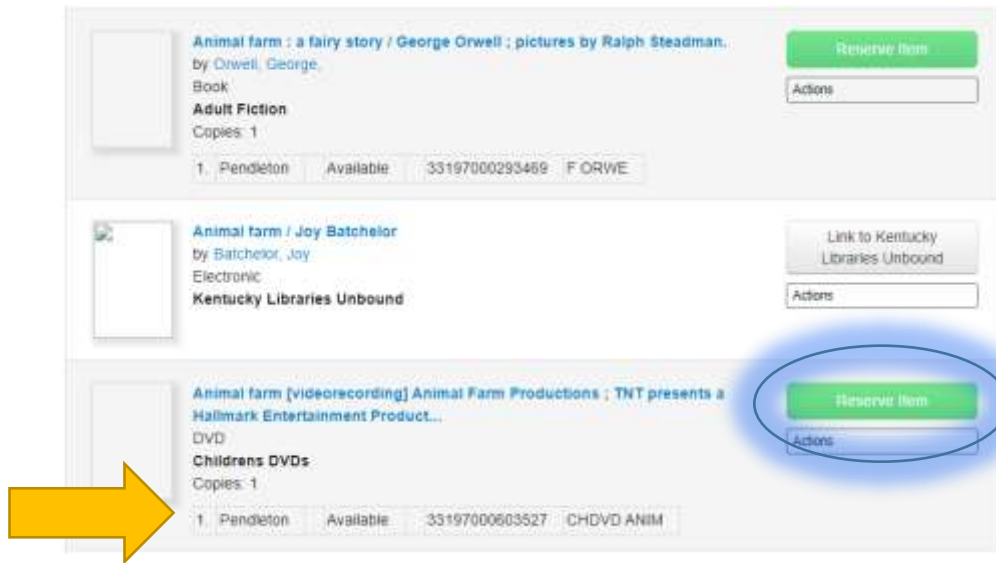 Animal farm : a fairy story / George Orwell ; pictures by Ralph Steadman.
by Orwell, George,
Book
Adult Fiction
Copies: 1
1. Pendleton Available 33197000293469 F ORWE
Reserve Item
Actions
Animal farm / Joy Batchelor
by Batchelor, Joy
Electronic
Kentucky Libraries Unbound
Link to Kentucky
Libraries Unbound
Actions
Animal farm [videorecording] Animal Farm Productions ; TNT presents a
Hallmark Entertainment Product...
DVD
Childrens DVDs
Copies: 1
1. Pendleton Available 33197000603527 CHDVD ANIM
Reserve Item
Actions